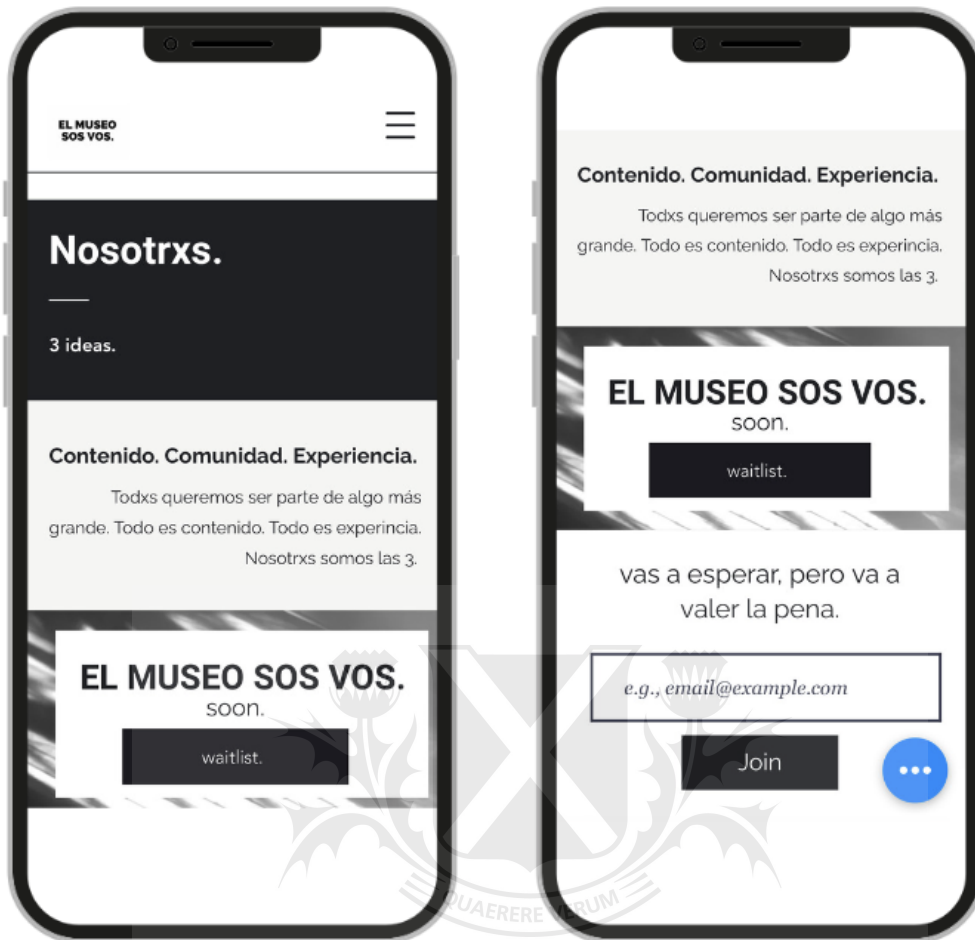 EL MUSEO
SOS VOS.
Nosotrxs.
3 ideas.
Contenido. Comunidad. Experiencia.
Todxs queremos ser parte de algo más
grande. Todo es contenido. Todo es experincia.
Nosotrxs somos las 3.
EL MUSEO SOS VOS.
soon.
waitlist.
Contenido. Comunidad. Experiencia.
Todxs queremos ser parte de algo más
grande. Todo es contenido. Todo es experincia.
Nosotrxs somos las 3.
EL MUSEO SOS VOS.
soon.
waitlist.
vas a esperar, pero va a
valer la pena.
e.g., email@example.com
Join
QUAERERE VERUM